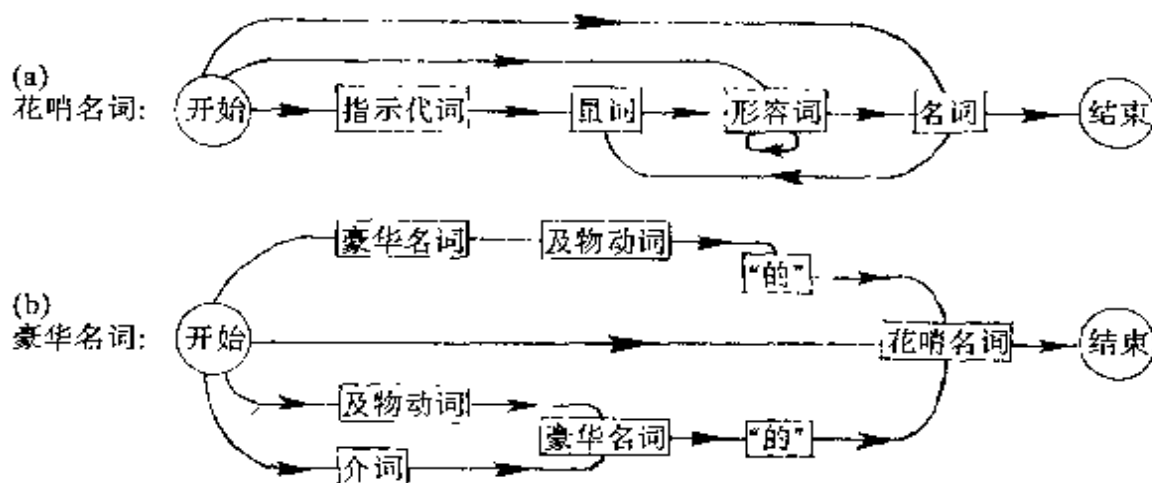 (a)
花哨名词: 开始 指示代词 量词 形容词 名词 结束
豪华名词 及物动词
“的”
(b)
豪华名词: 开始 花哨名词 结束
及物动词
豪华名词 “的”
介词